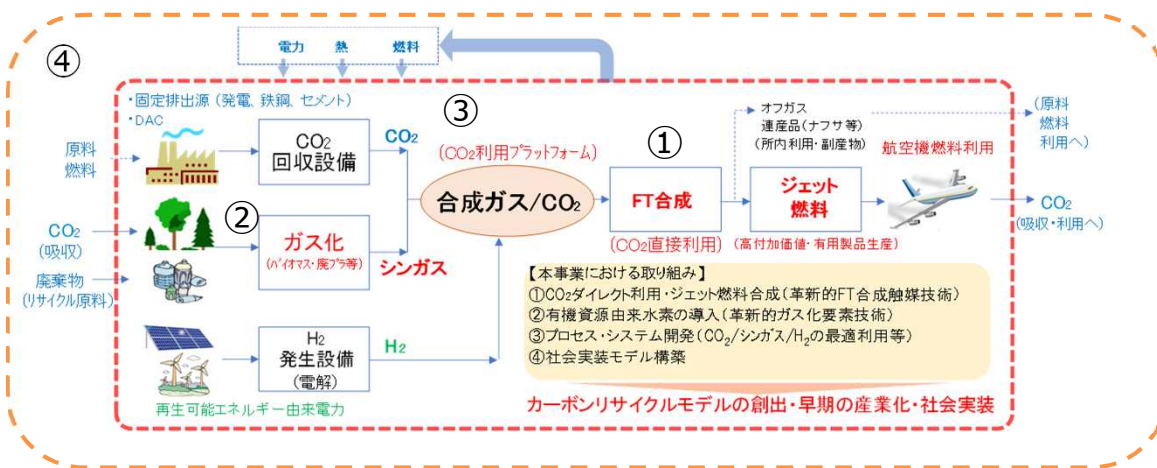 ④
電力 熱 燃料
・固定排出源（発電、鉄鋼、セメント）
・DAC
原料
燃料
CO₂
回収設備
CO₂
③
(CO₂利用プラットフォーム)
合成ガス/CO₂
①
FT合成
(CO₂直接利用)
オフガス
連産品(ナフサ等)
(所内利用・副産物)
ジェット
燃料
(高付加価値・有用製品生産)
航空機燃料利用
(原料
燃料
利用へ)
CO₂
(吸収・利用へ)
CO₂
(吸収)
廃棄物
(リサイクル原料)
②
ガス化
(バイオマス・廃プラ等)
シンガス
H₂
発生設備
(電解)
H₂
再生可能エネルギー由来電力
【本事業における取り組み】
①CO₂ダイレクト利用・ジェット燃料合成(革新的FT合成触媒技術)
②有機資源由来水素の導入(革新的ガス化要素技術)
③プロセス・システム開発(CO₂/シンガス/H₂の最適利用等)
④社会実装モデル構築
カーボンリサイクルモデルの創出・早期の産業化・社会実装